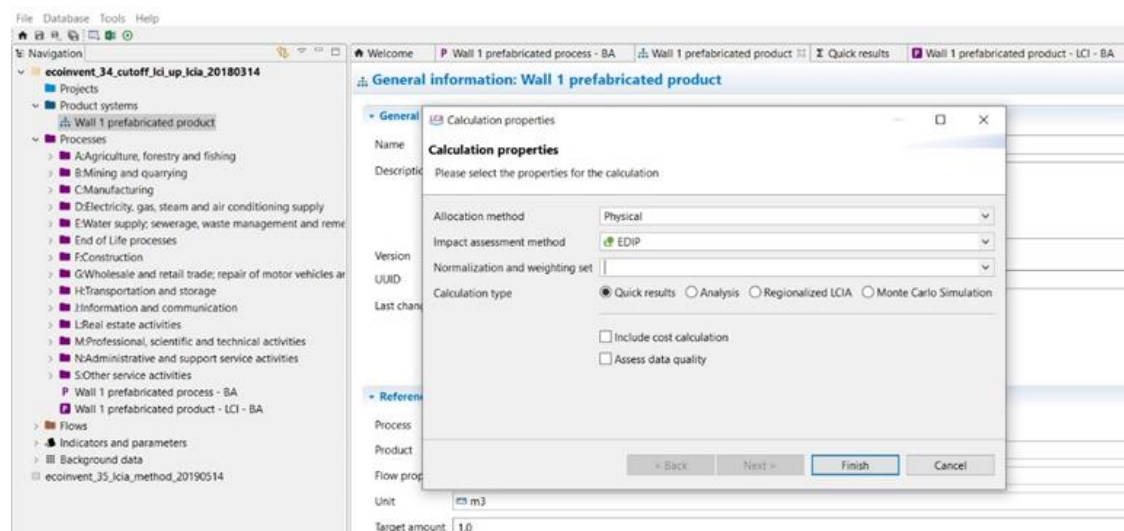 File Database Tools Help
Navigation
ecoinvent_34_cutoff_lci_up_lcia_20180314
Projects
Product systems
Wall 1 prefabricated product
Processes
A:Agriculture, forestry and fishing
B:Mining and quarrying
C:Manufacturing
D:Electricity, gas, steam and air conditioning supply
E:Water supply; sewerage, waste management and reme
End of Life processes
F:Construction
G:Wholesale and retail trade; repair of motor vehicles ar
H:Transportation and storage
J:Information and communication
L:Real estate activities
M:Professional, scientific and technical activities
N:Administrative and support service activities
S:Other service activities
P Wall 1 prefabricated process - BA
P Wall 1 prefabricated product - LCI - BA
Flows
Indicators and parameters
Background data
ecoinvent_35_lcia_method_20190514
Welcome P Wall 1 prefabricated process - BA Wall 1 prefabricated product Σ Quick results P Wall 1 prefabricated product - LCI - BA
General information: Wall 1 prefabricated product
General
Name
Descriptic
Version
UUID
Last chang
Referen
Process
Product
Flow prop
Unit m3
Target amount 1.0
LCA Calculation properties
Calculation properties
Please select the properties for the calculation
Allocation method Physical
Impact assessment method EDIP
Normalization and weighting set
Calculation type Quick results Analysis Regionalized LCIA Monte Carlo Simulation
Include cost calculation
Assess data quality
< Back Next > Finish Cancel